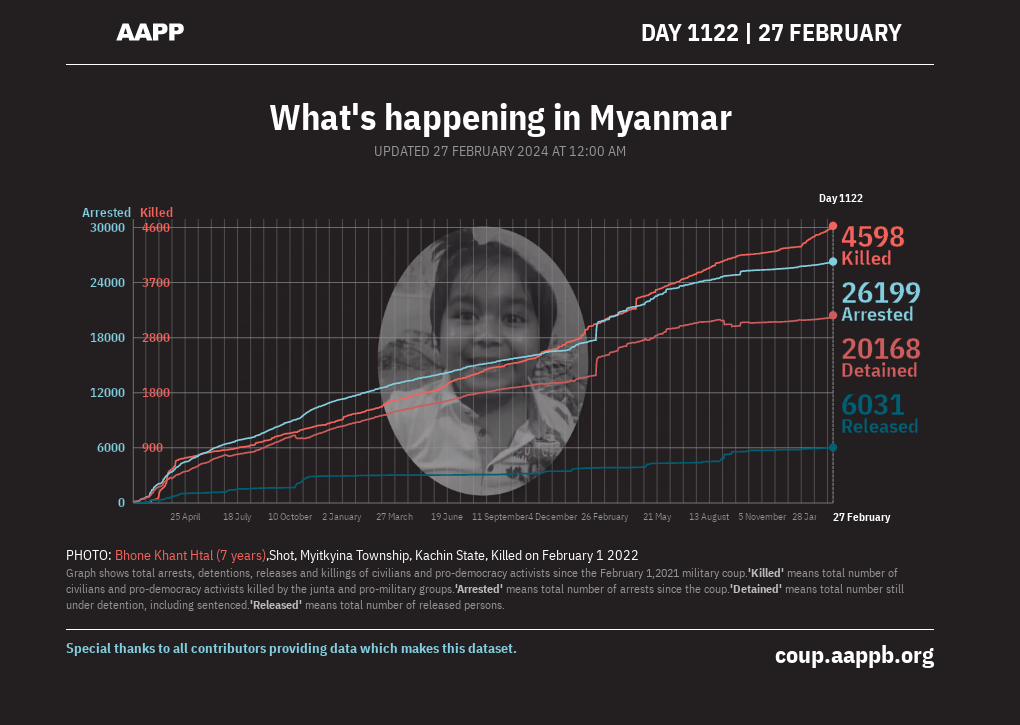 AAPP
DAY 1122 | 27 FEBRUARY
What's happening in Myanmar
UPDATED 27 FEBRUARY 2024 AT 12:00 AM
Day 1122
Arrested Killed
30000 4600
24000 3700
18000 2800
12000 1800
6000 900
0
4598
Killed
26199
Arrested
20168
Detained
6031
Released
25 April 18 July 10 October 2 January 27 March 19 June 11 September 4 December 26 February 21 May 13 August 5 November 28 Jar 27 February
PHOTO: Bhone Khant Htal (7 years),Shot, Myitkyina Township, Kachin State, Killed on February 1 2022
Graph shows total arrests, detentions, releases and killings of civilians and pro-democracy activists since the February 1,2021 military coup.'Killed' means total number of
civilians and pro-democracy activists killed by the junta and pro-military groups.'Arrested' means total number of arrests since the coup.'Detained' means total number still
under detention, including sentenced.'Released' means total number of released persons.
Special thanks to all contributors providing data which makes this dataset.
coup.aappb.org